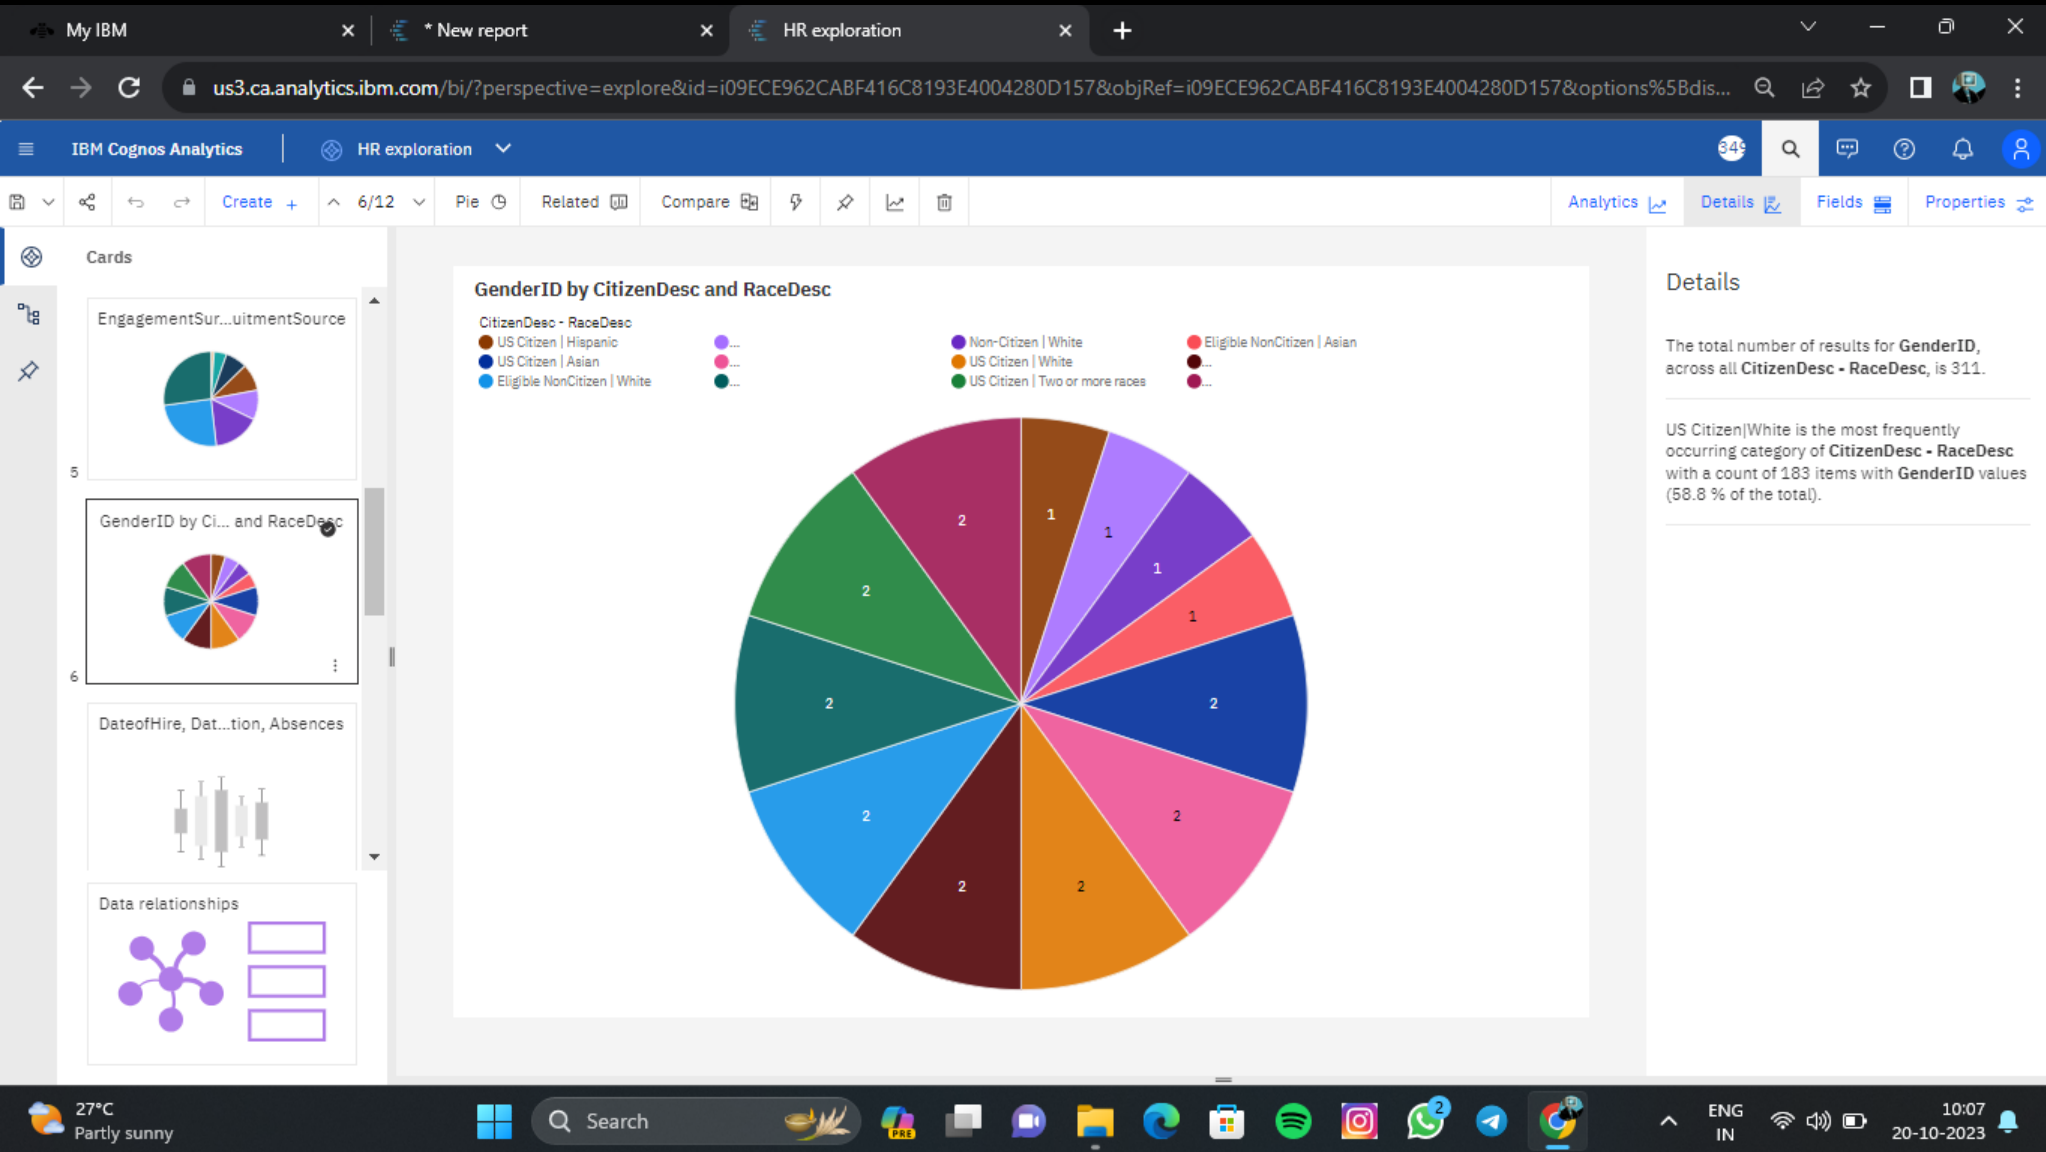 My IBM
* New report
HR exploration
us3.ca.analytics.ibm.com/bi/?perspective=explore&id=i09ECE962CABF416C8193E4004280D157&objRef=i09ECE962CABF416C8193E4004280D157&options%5Bdis...
IBM Cognos Analytics
HR exploration
349
Create +
6/12
Pie
Related
Compare
Analytics
Details
Fields
Properties
Cards
EngagementSur...uitmentSource
5
GenderID by Ci... and RaceDesc
6
DateofHire, Dat...tion, Absences
Data relationships
GenderID by CitizenDesc and RaceDesc
CitizenDesc - RaceDesc
US Citizen | Hispanic
...
Non-Citizen | White
Eligible NonCitizen | Asian
US Citizen | Asian
...
US Citizen | White
...
Eligible NonCitizen | White
...
US Citizen | Two or more races
...
2
1
1
1
1
2
2
2
2
2
2
2
Details
The total number of results for GenderID,
across all CitizenDesc - RaceDesc, is 311.
US Citizen|White is the most frequently
occurring category of CitizenDesc - RaceDesc
with a count of 183 items with GenderID values
(58.8 % of the total).
27°C
Partly sunny
Search
PRE
2
ENG
IN
10:07
20-10-2023